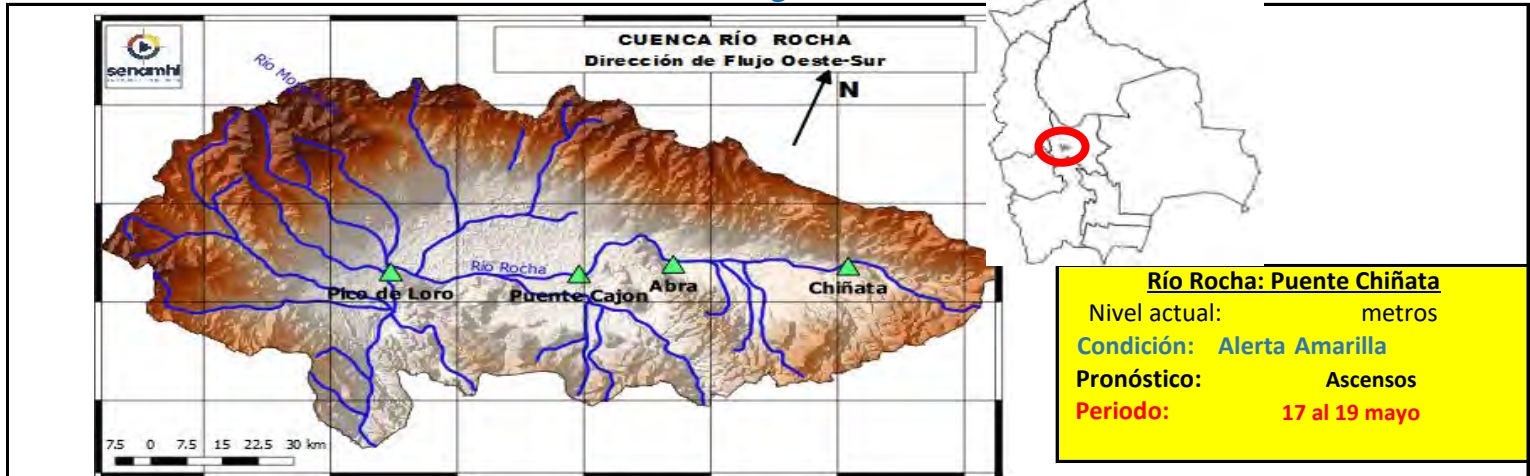 senamhi
CUENCA RÍO ROCHA
Dirección de Flujo Oeste-Sur
N
Río Rocha
Pico de Loro
Puente Cajon
Abra
Chiñata
7.5 0 7.5 15 22.5 30 km
Río Rocha: Puente Chiñata
Nivel actual: metros
Condición: Alerta Amarilla
Pronóstico: Ascensos
Periodo: 17 al 19 mayo